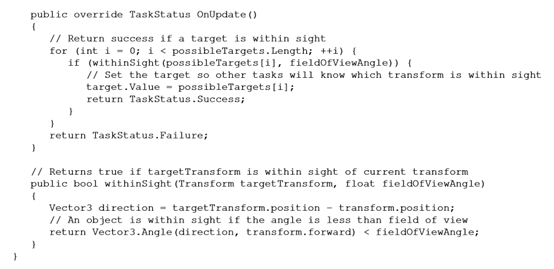 public override TaskStatus OnUpdate()
{
// Return success if a target is within sight
for (int i = 0; i < possibleTargets.Length; ++i) {
if (withinSight(possibleTargets[i], fieldOfViewAngle)) {
// Set the target so other tasks will know which transform is within sight
target.Value = possibleTargets[i];
return TaskStatus.Success;
}
}
return TaskStatus.Failure;
}
// Returns true if targetTransform is within sight of current transform
public bool withinSight(Transform targetTransform, float fieldOfViewAngle)
{
Vector3 direction = targetTransform.position - transform.position;
// An object is within sight if the angle is less than field of view
return Vector3.Angle(direction, transform.forward) < fieldOfViewAngle;
}
}